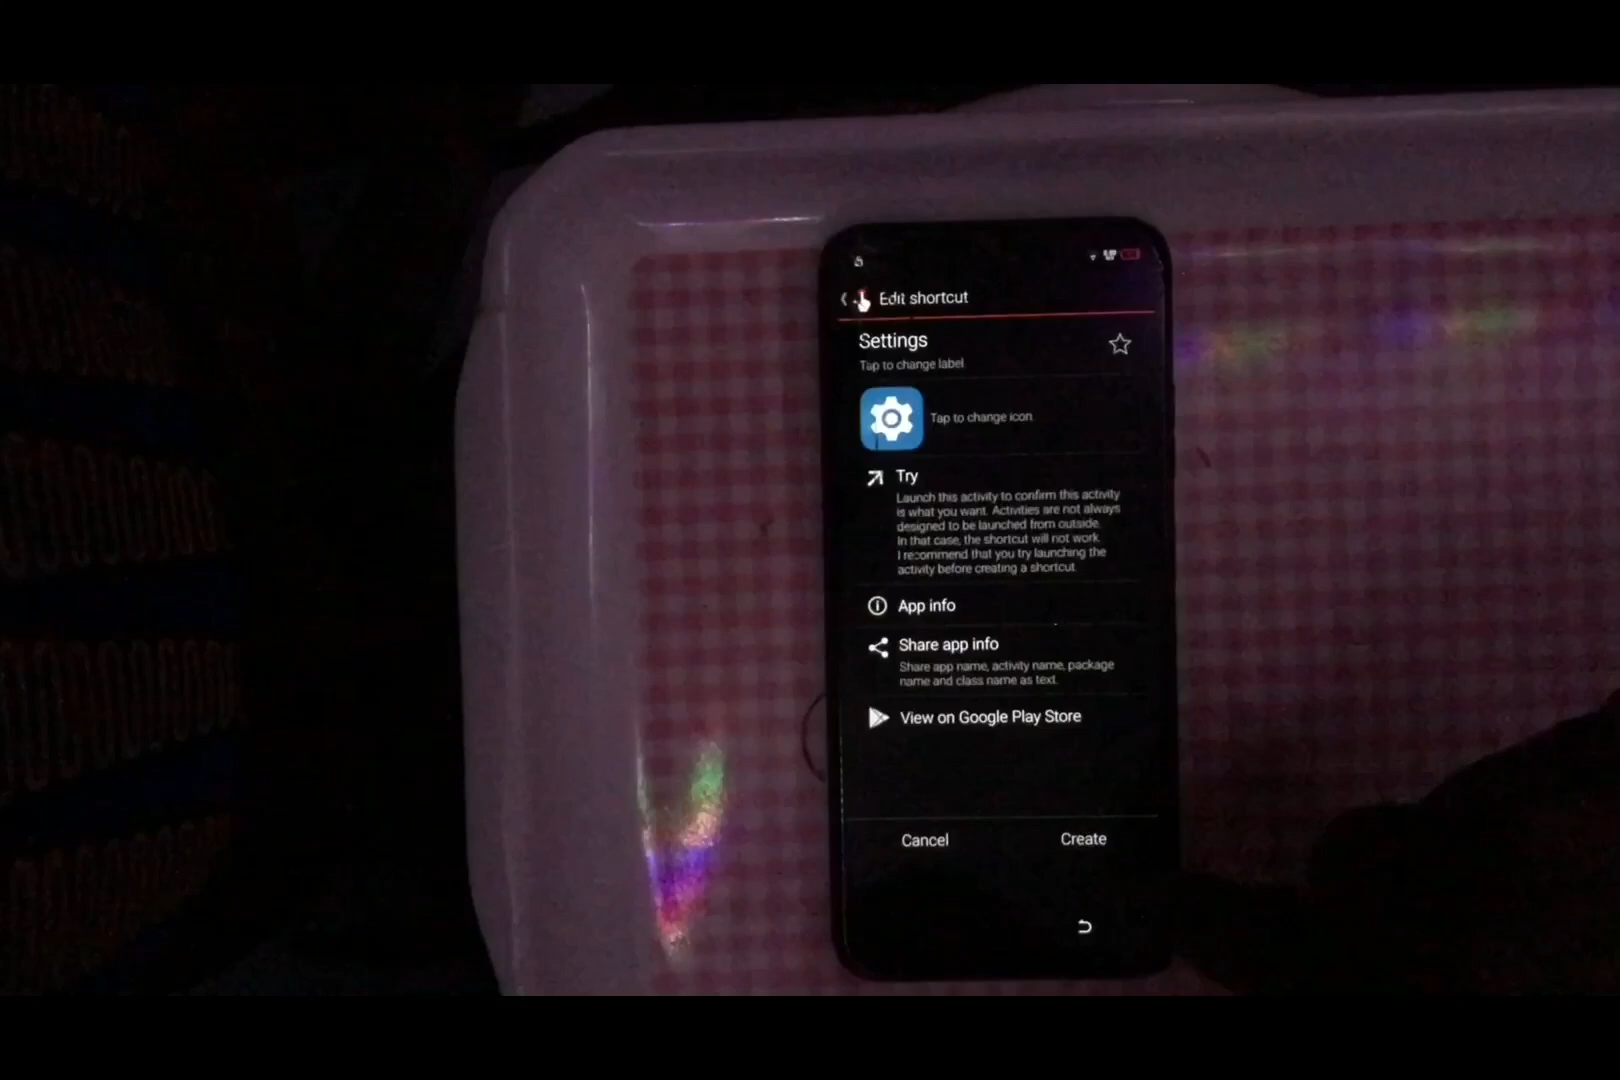 Edit shortcut
Settings
Tap to change label
Tap to change icon.
Try
Launch this activity to confirm this activity
is what you want. Activities are not always
designed to be launched from outside.
In that case, the shortcut will not work.
I recommend that you try launching the
activity before creating a shortcut.
App info
Share app info
Share app name, activity name, package
name and class name as text.
View on Google Play Store
Cancel
Create